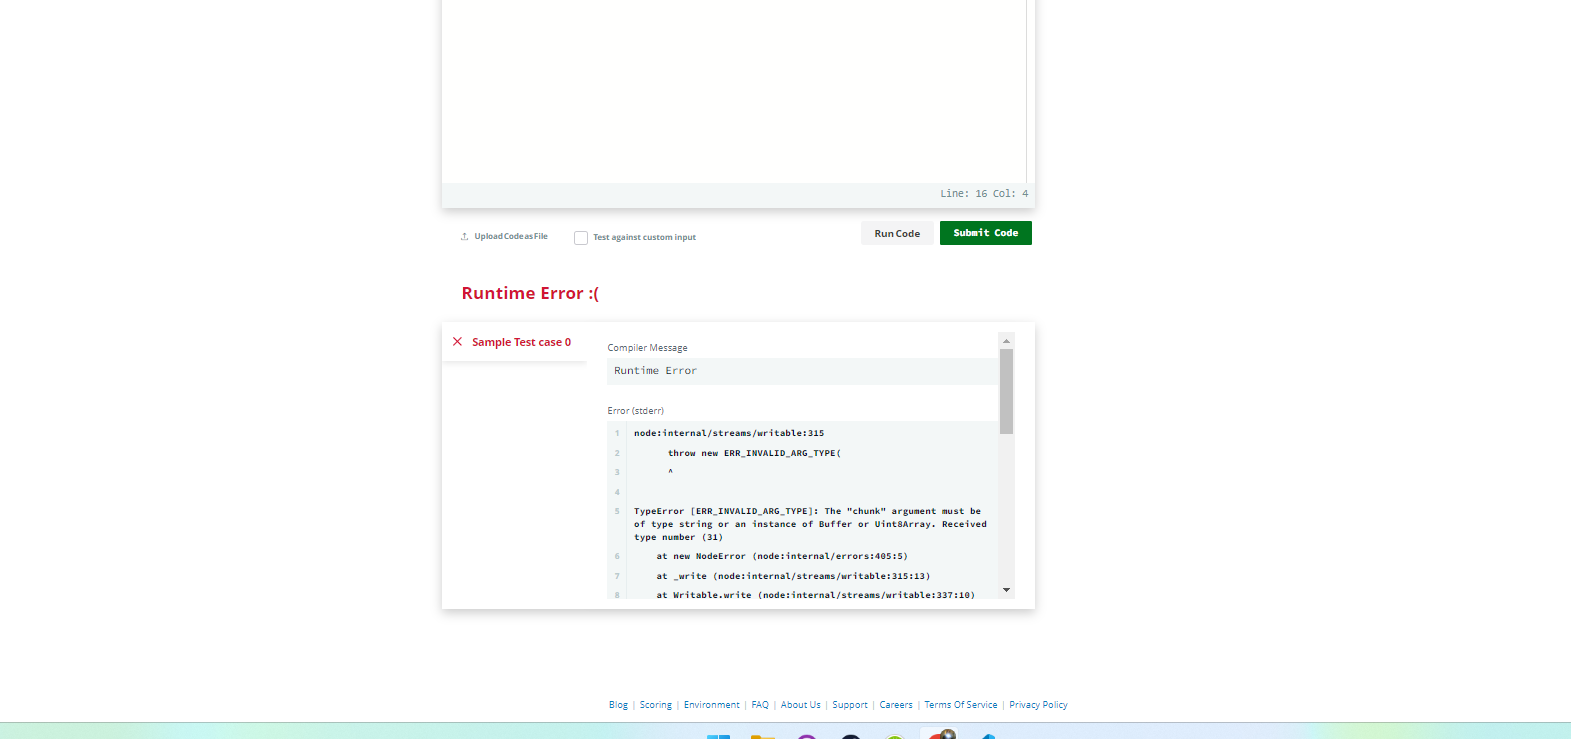 Line: 16 Col: 4
Upload Code as File
Test against custom input
Run Code
Submit Code
Runtime Error :(
Sample Test case 0
Compiler Message
Runtime Error
Error (stderr)
1 node:internal/streams/writable:315
2 throw new ERR_INVALID_ARG_TYPE(
3 ^
4
5 TypeError [ERR_INVALID_ARG_TYPE]: The "chunk" argument must be
of type string or an instance of Buffer or Uint8Array. Received
type number (31)
6 at new NodeError (node:internal/errors:405:5)
7 at _write (node:internal/streams/writable:315:13)
8 at Writable.write (node:internal/streams/writable:337:10)
Blog | Scoring | Environment | FAQ | About Us | Support | Careers | Terms Of Service | Privacy Policy